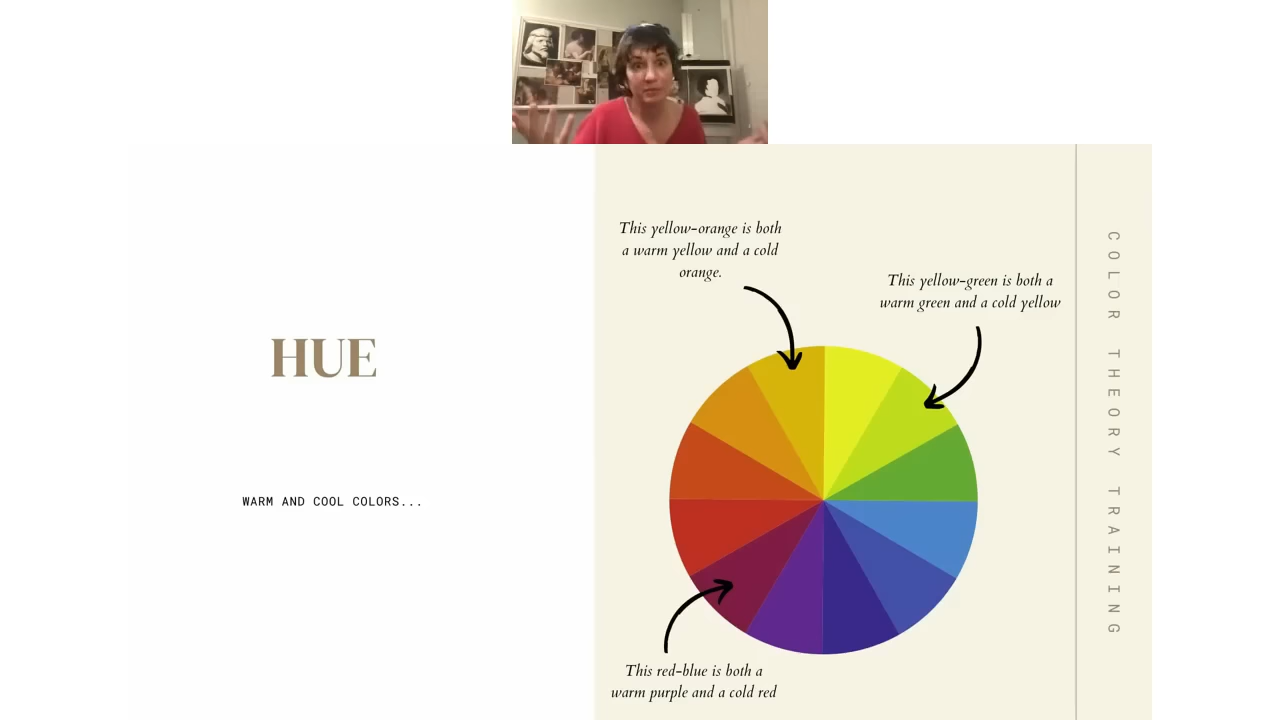 HUE
WARM AND COOL COLORS...
This yellow-orange is both
a warm yellow and a cold
orange.
This yellow-green is both a
warm green and a cold yellow
This red-blue is both a
warm purple and a cold red
COLOR THEORY TRAINING